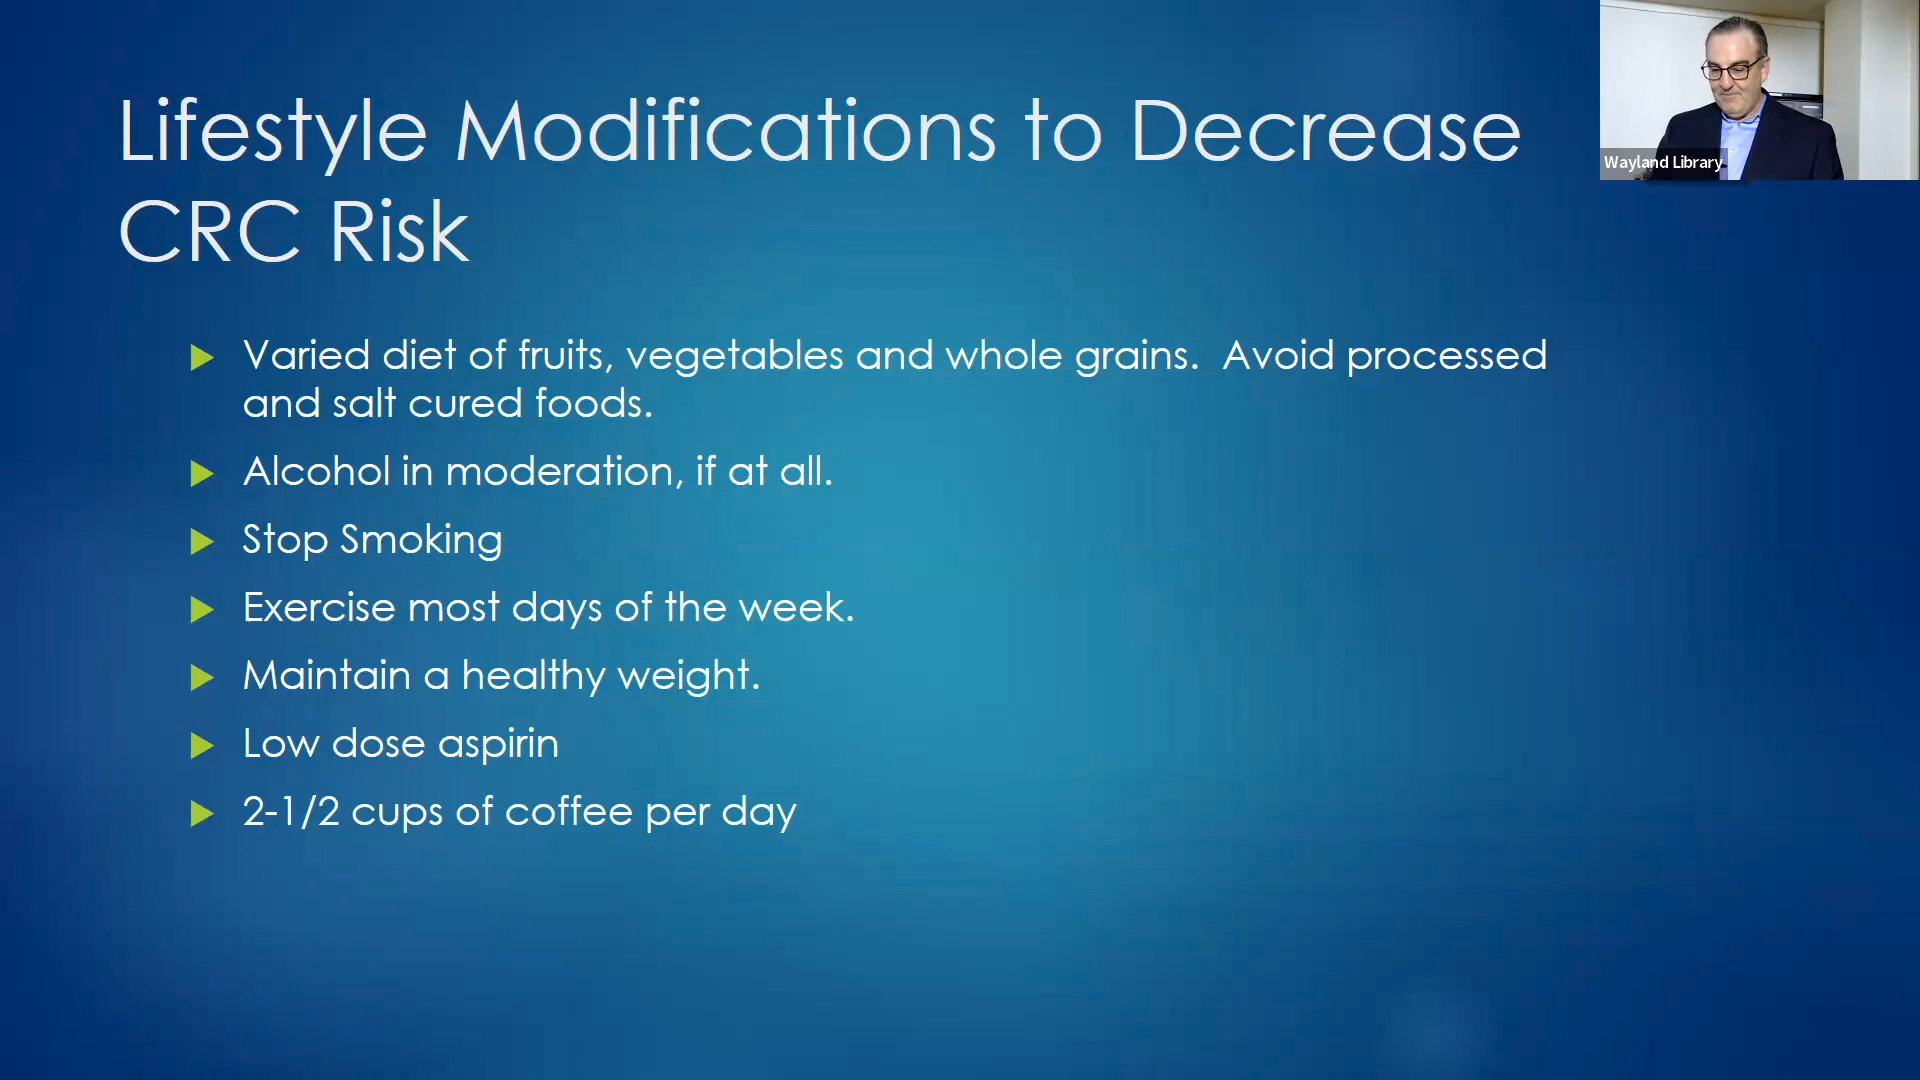 Lifestyle Modifications to Decrease
CRC Risk
Wayland Library
Varied diet of fruits, vegetables and whole grains.  Avoid processed
and salt cured foods.
Alcohol in moderation, if at all.
Stop Smoking
Exercise most days of the week.
Maintain a healthy weight.
Low dose aspirin
2-1/2 cups of coffee per day